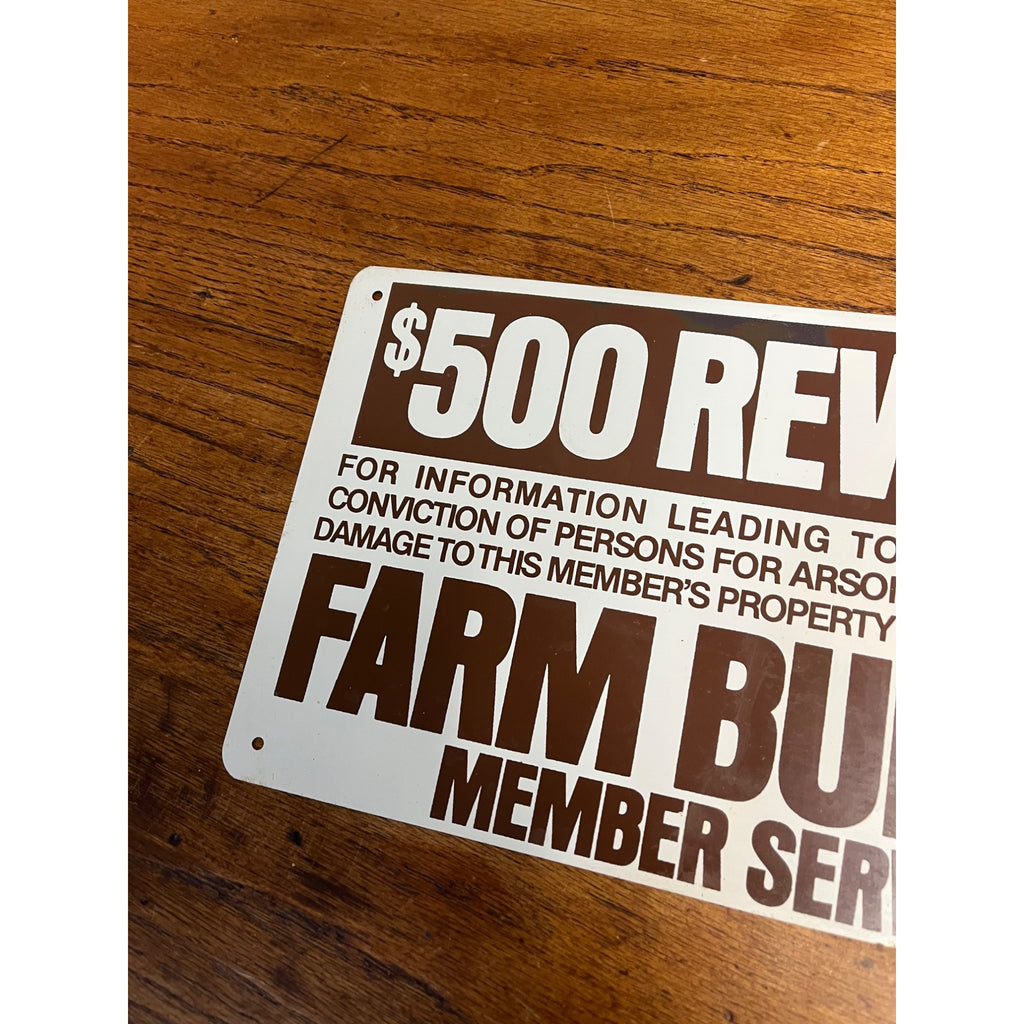 $500 REW
FOR INFORMATION LEADING TO
CONVICTION OF PERSONS FOR ARSO
DAMAGE TO THIS MEMBER'S PROPERTY
FARM BU
MEMBER SER